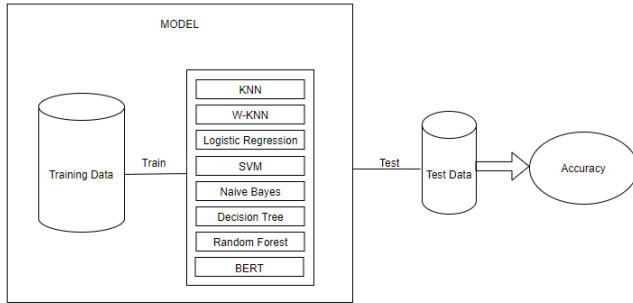 MODEL
Training Data
Train
KNN
W-KNN
Logistic Regression
SVM
Naive Bayes
Decision Tree
Random Forest
BERT
Test
Test Data
Accuracy